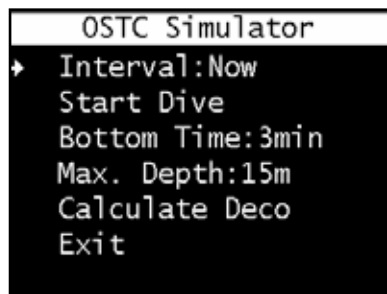 OSTC Simulator
Interval:Now
Start Dive
Bottom Time:3min
Max. Depth:15m
Calculate Deco
Exit